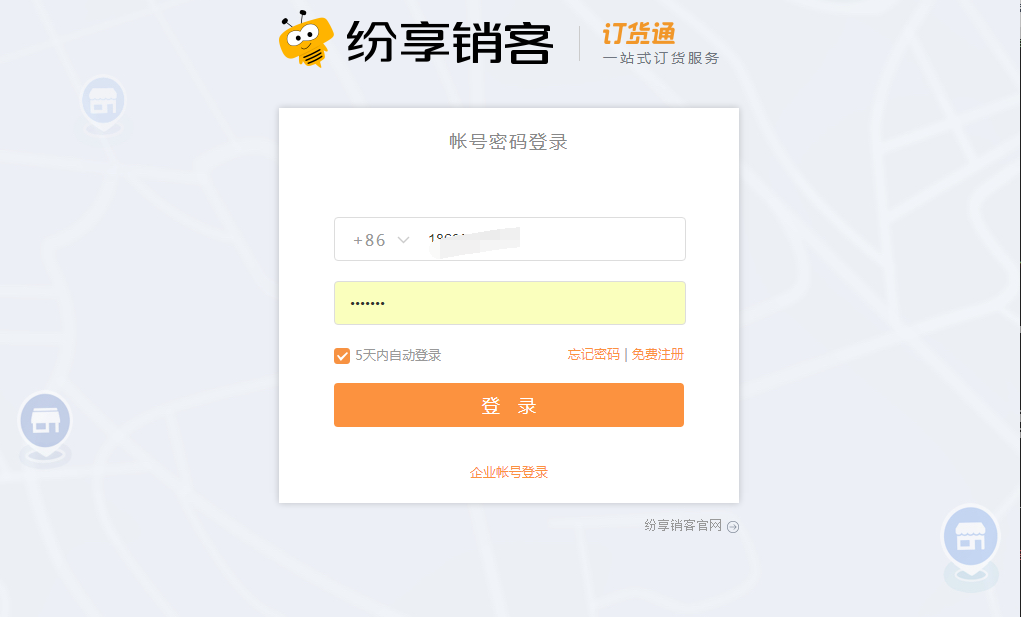 纷享销客
订货通
一站式订货服务
帐号密码登录
+86
•••••••
5天内自动登录
忘记密码 | 免费注册
登 录
企业帐号登录
纷享销客官网